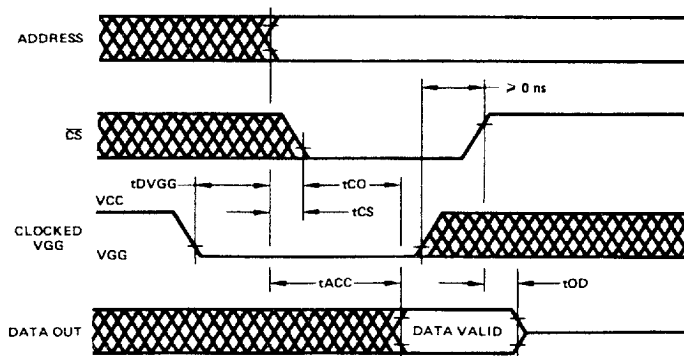 ADDRESS
≥ 0 ns
CS
tDVGG
tCO
VCC
tCS
CLOCKED
VGG
VGG
tACC
tOD
DATA OUT
DATA VALID